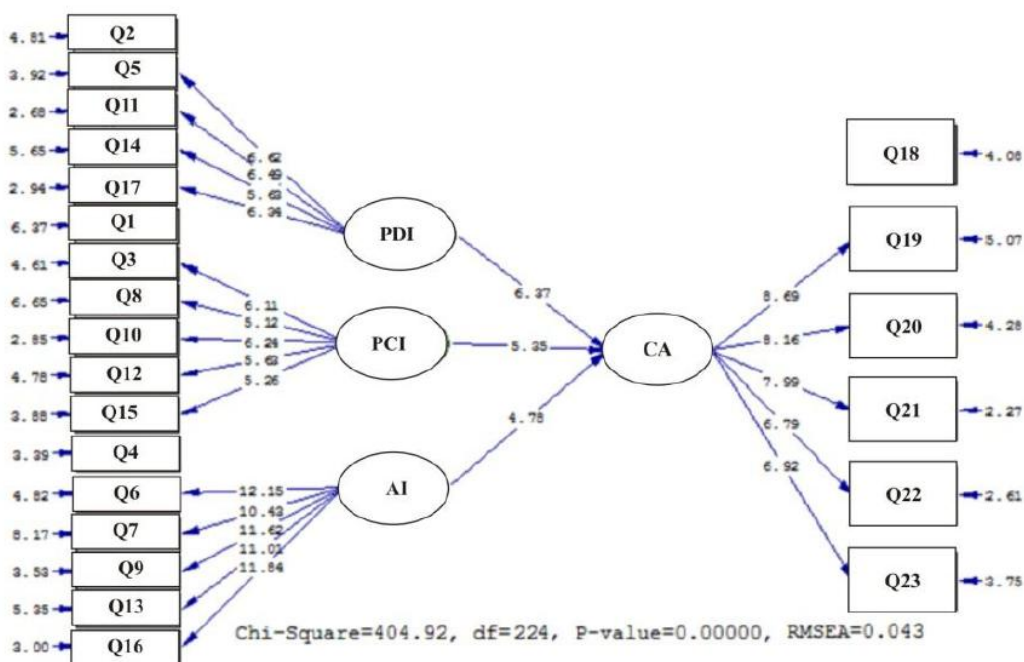 4.81 Q2
3.92 Q5
2.68 Q11
5.65 Q14
2.94 Q17
6.37 Q1
4.61 Q3
6.65 Q8
2.85 Q10
4.78 Q12
3.88 Q15
3.39 Q4
4.82 Q6
8.17 Q7
3.53 Q9
5.35 Q13
3.00 Q16
6.62
6.49
5.63
6.34
PDI
6.11
5.12
6.24
5.63
5.26
PCI
12.15
10.43
11.62
11.01
11.84
AI
6.37
5.35
4.78
CA
8.69
8.16
7.99
6.79
6.92
Q18 4.08
Q19 5.07
Q20 4.28
Q21 2.27
Q22 2.61
Q23 3.75
Chi-Square=404.92, df=224, P-value=0.00000, RMSEA=0.043